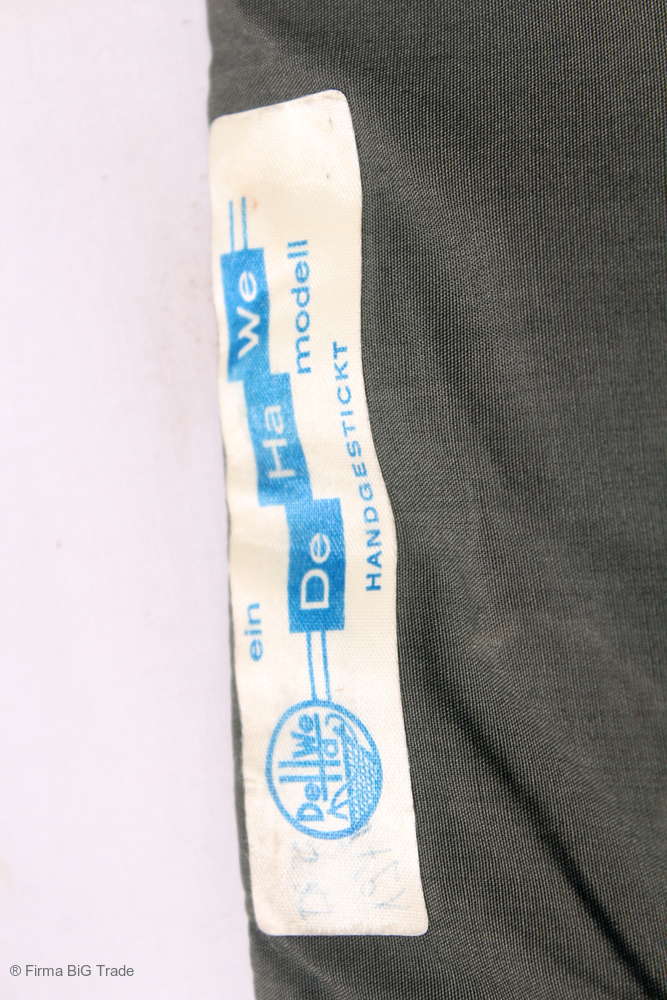 ein
De Ha We
modell
HANDGESTICKT
DeHaWe
® Firma BiG Trade